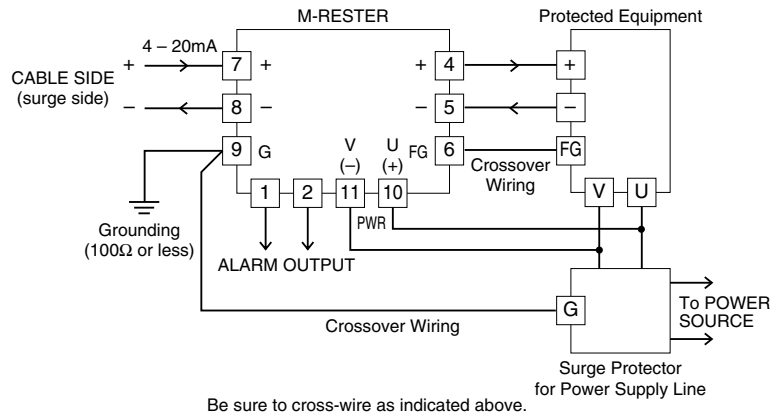 M-RESTER
Protected Equipment
CABLE SIDE
(surge side)
+ 4 – 20mA 7 + + 4 +
– 8 – – 5 –
9 G V (–) U (+) FG 6 FG
Crossover
Wiring
1 2 11 10 V U
PWR
Grounding
(100Ω or less)
ALARM OUTPUT
G
To POWER
SOURCE
Crossover Wiring
Surge Protector
for Power Supply Line
Be sure to cross-wire as indicated above.